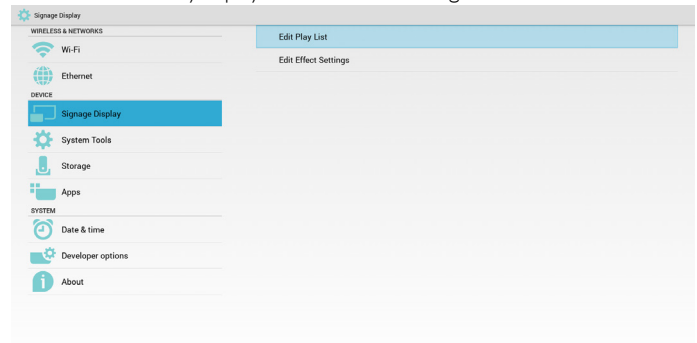 Signage Display
WIRELESS & NETWORKS
Wi-Fi
Ethernet
DEVICE
Signage Display
System Tools
Storage
Apps
SYSTEM
Date & time
Developer options
About
Edit Play List
Edit Effect Settings